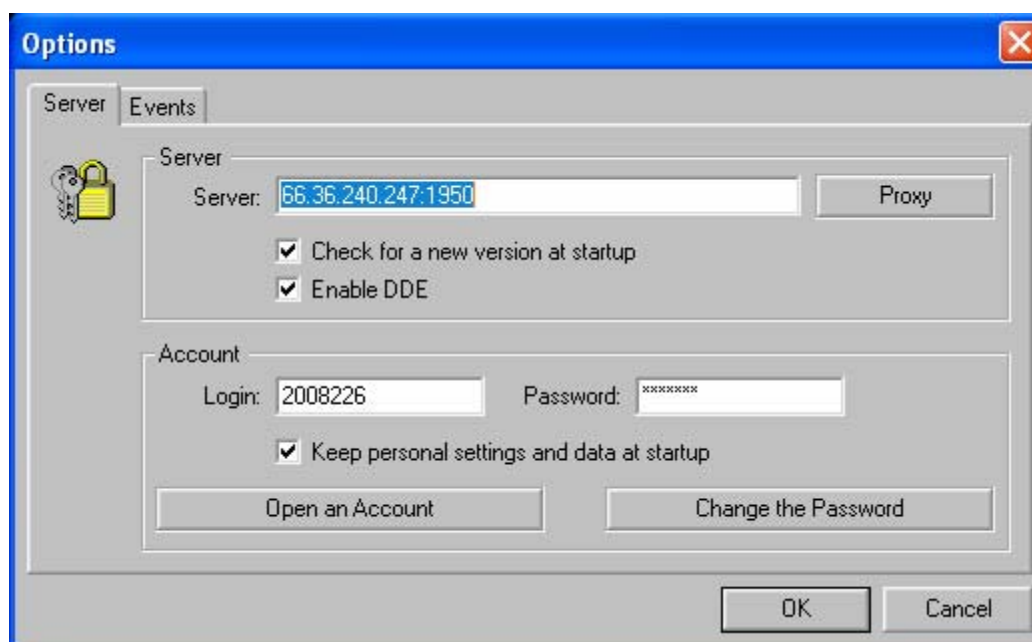 Options
Server Events
Server
Server: 66.36.240.247:1950 Proxy
Check for a new version at startup
Enable DDE
Account
Login: 2008226 Password: *******
Keep personal settings and data at startup
Open an Account Change the Password
OK Cancel